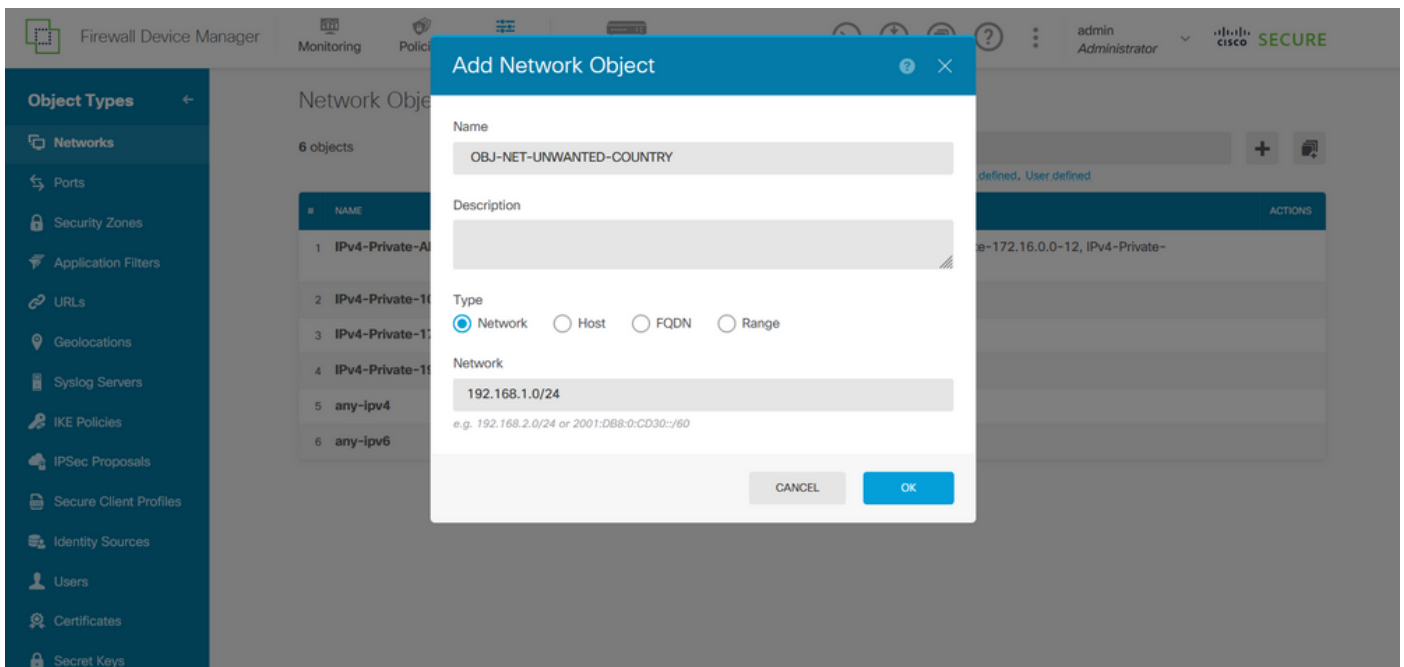 Firewall Device Manager
Monitoring
admin
Administrator
cisco SECURE
Object Types
Networks
Ports
Security Zones
Application Filters
URLs
Geolocations
Syslog Servers
IKE Policies
IPSec Proposals
Secure Client Profiles
Identity Sources
Users
Certificates
Secret Keys
Network Obje
6 objects
defined, User defined
# NAME ACTIONS
1 IPv4-Private-Al e-172.16.0.0-12, IPv4-Private-
2 IPv4-Private-10
3 IPv4-Private-17
4 IPv4-Private-19
5 any-ipv4
6 any-ipv6
Add Network Object
Name
OBJ-NET-UNWANTED-COUNTRY
Description
Type
Network Host FQDN Range
Network
192.168.1.0/24
e.g. 192.168.2.0/24 or 2001:DB8:0:CD30::/60
CANCEL OK